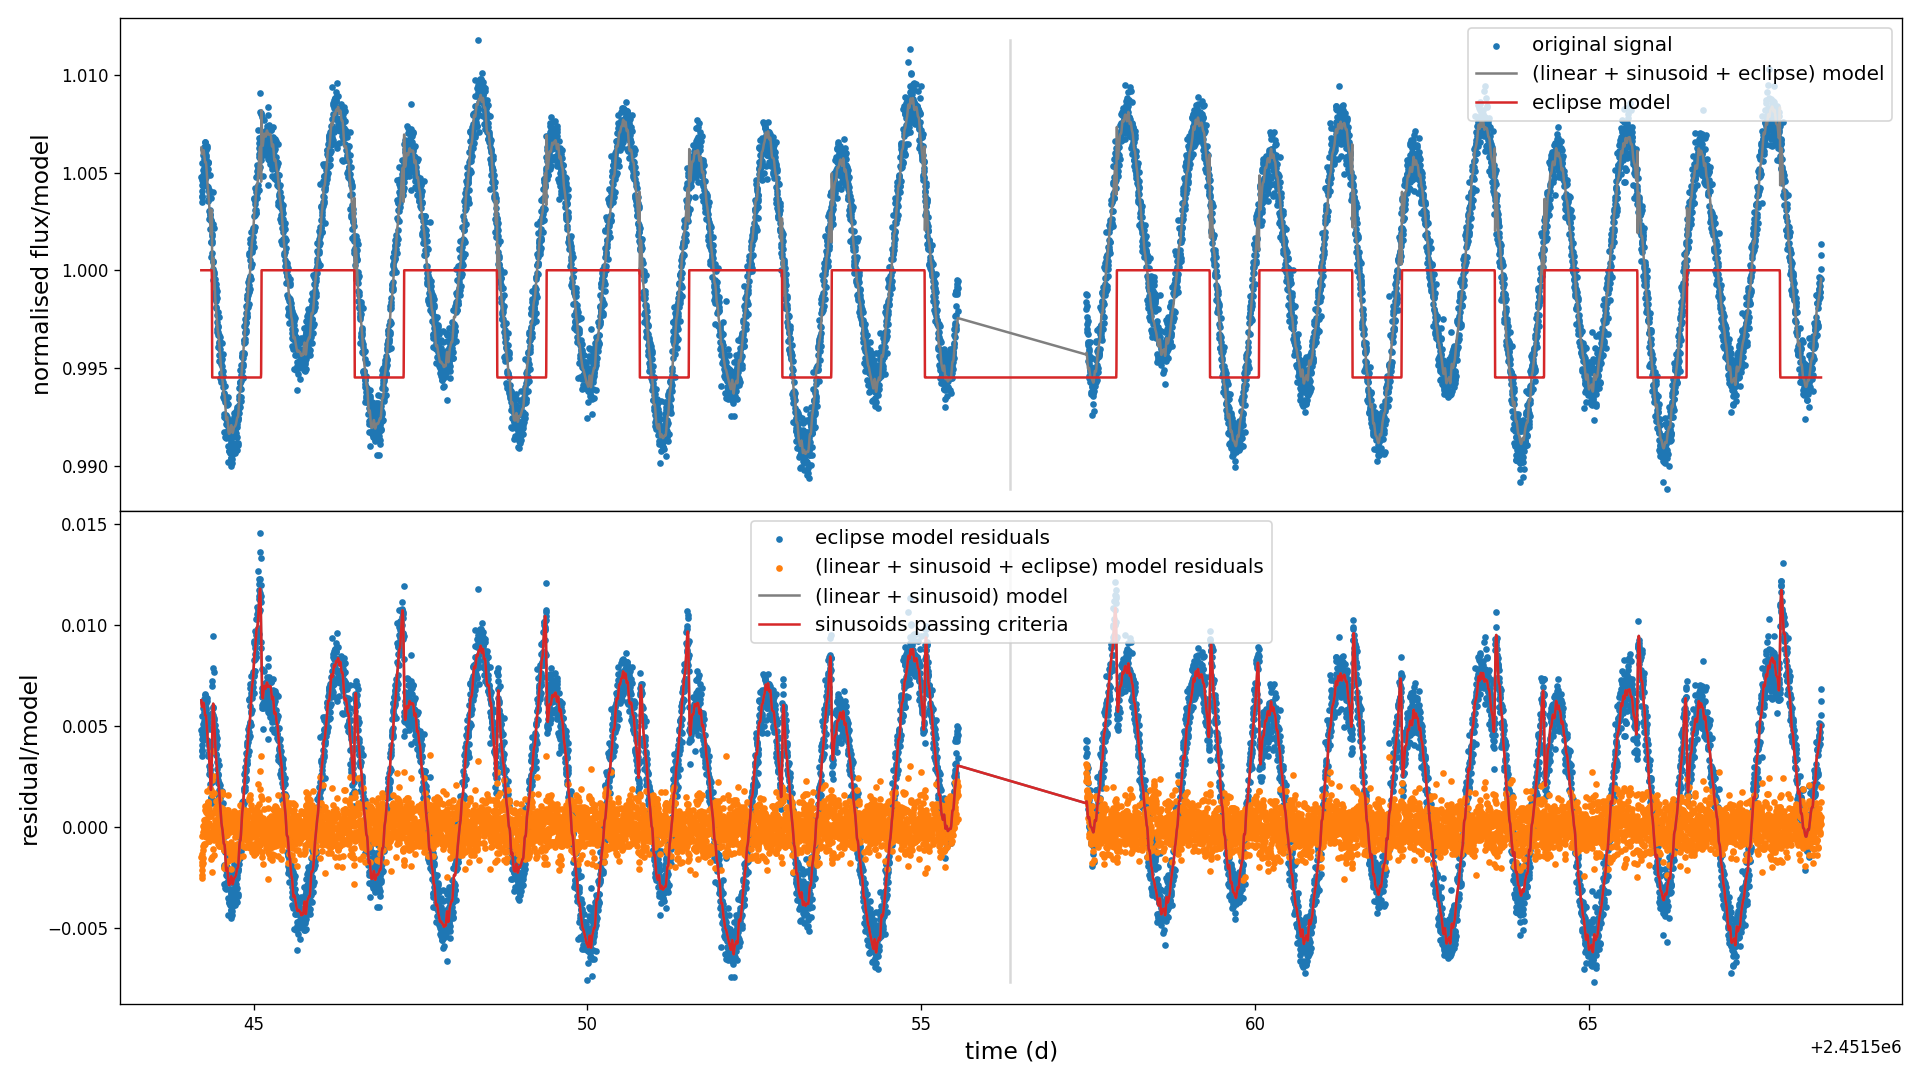 normalised flux/model
1.010
1.005
1.000
0.995
0.990
original signal
(linear + sinusoid + eclipse) model
eclipse model
residual/model
0.015
0.010
0.005
0.000
−0.005
eclipse model residuals
(linear + sinusoid + eclipse) model residuals
(linear + sinusoid) model
sinusoids passing criteria
45
50
55
60
65
time (d)
+2.4515e6